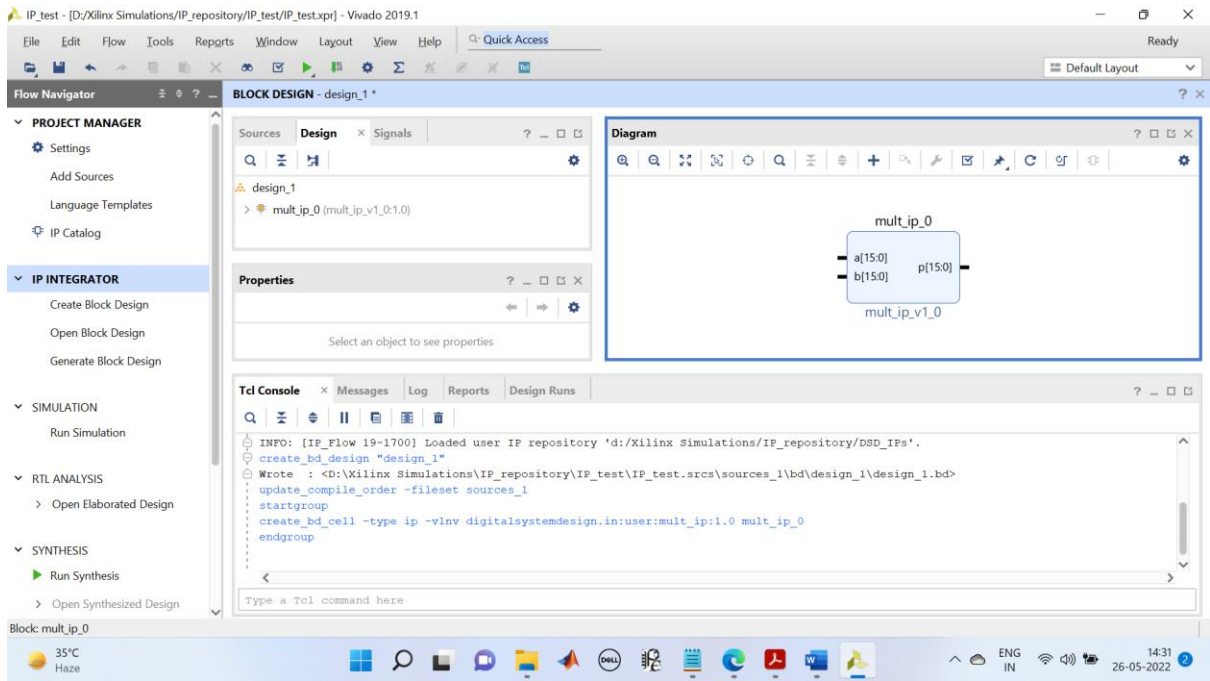 IP_test - [D:/Xilinx Simulations/IP_repository/IP_test/IP_test.xpr] - Vivado 2019.1
File Edit Flow Tools Reports Window Layout View Help Quick Access Ready
Default Layout
Flow Navigator
BLOCK DESIGN - design_1 *
PROJECT MANAGER
Settings
Add Sources
Language Templates
IP Catalog
IP INTEGRATOR
Create Block Design
Open Block Design
Generate Block Design
SIMULATION
Run Simulation
RTL ANALYSIS
Open Elaborated Design
SYNTHESIS
Run Synthesis
Open Synthesized Design
Sources Design Signals
design_1
mult_ip_0 (mult_ip_v1_0:1.0)
Properties
Select an object to see properties
Diagram
mult_ip_0
a[15:0]
b[15:0]
p[15:0]
mult_ip_v1_0
Tcl Console Messages Log Reports Design Runs
INFO: [IP_Flow 19-1700] Loaded user IP repository 'd:/Xilinx Simulations/IP_repository/DSD_IPs'.
create_bd_design "design_1"
Wrote : <D:\Xilinx Simulations\IP_repository\IP_test\IP_test.srcs\sources_1\bd\design_1\design_1.bd>
update_compile_order -fileset sources_1
startgroup
create_bd_cell -type ip -vlnv digitalsystemdesign.in:user:mult_ip:1.0 mult_ip_0
endgroup
Type a Tcl command here
Block: mult_ip_0
35°C
Haze
DELL
ENG
IN
14:31
26-05-2022
2